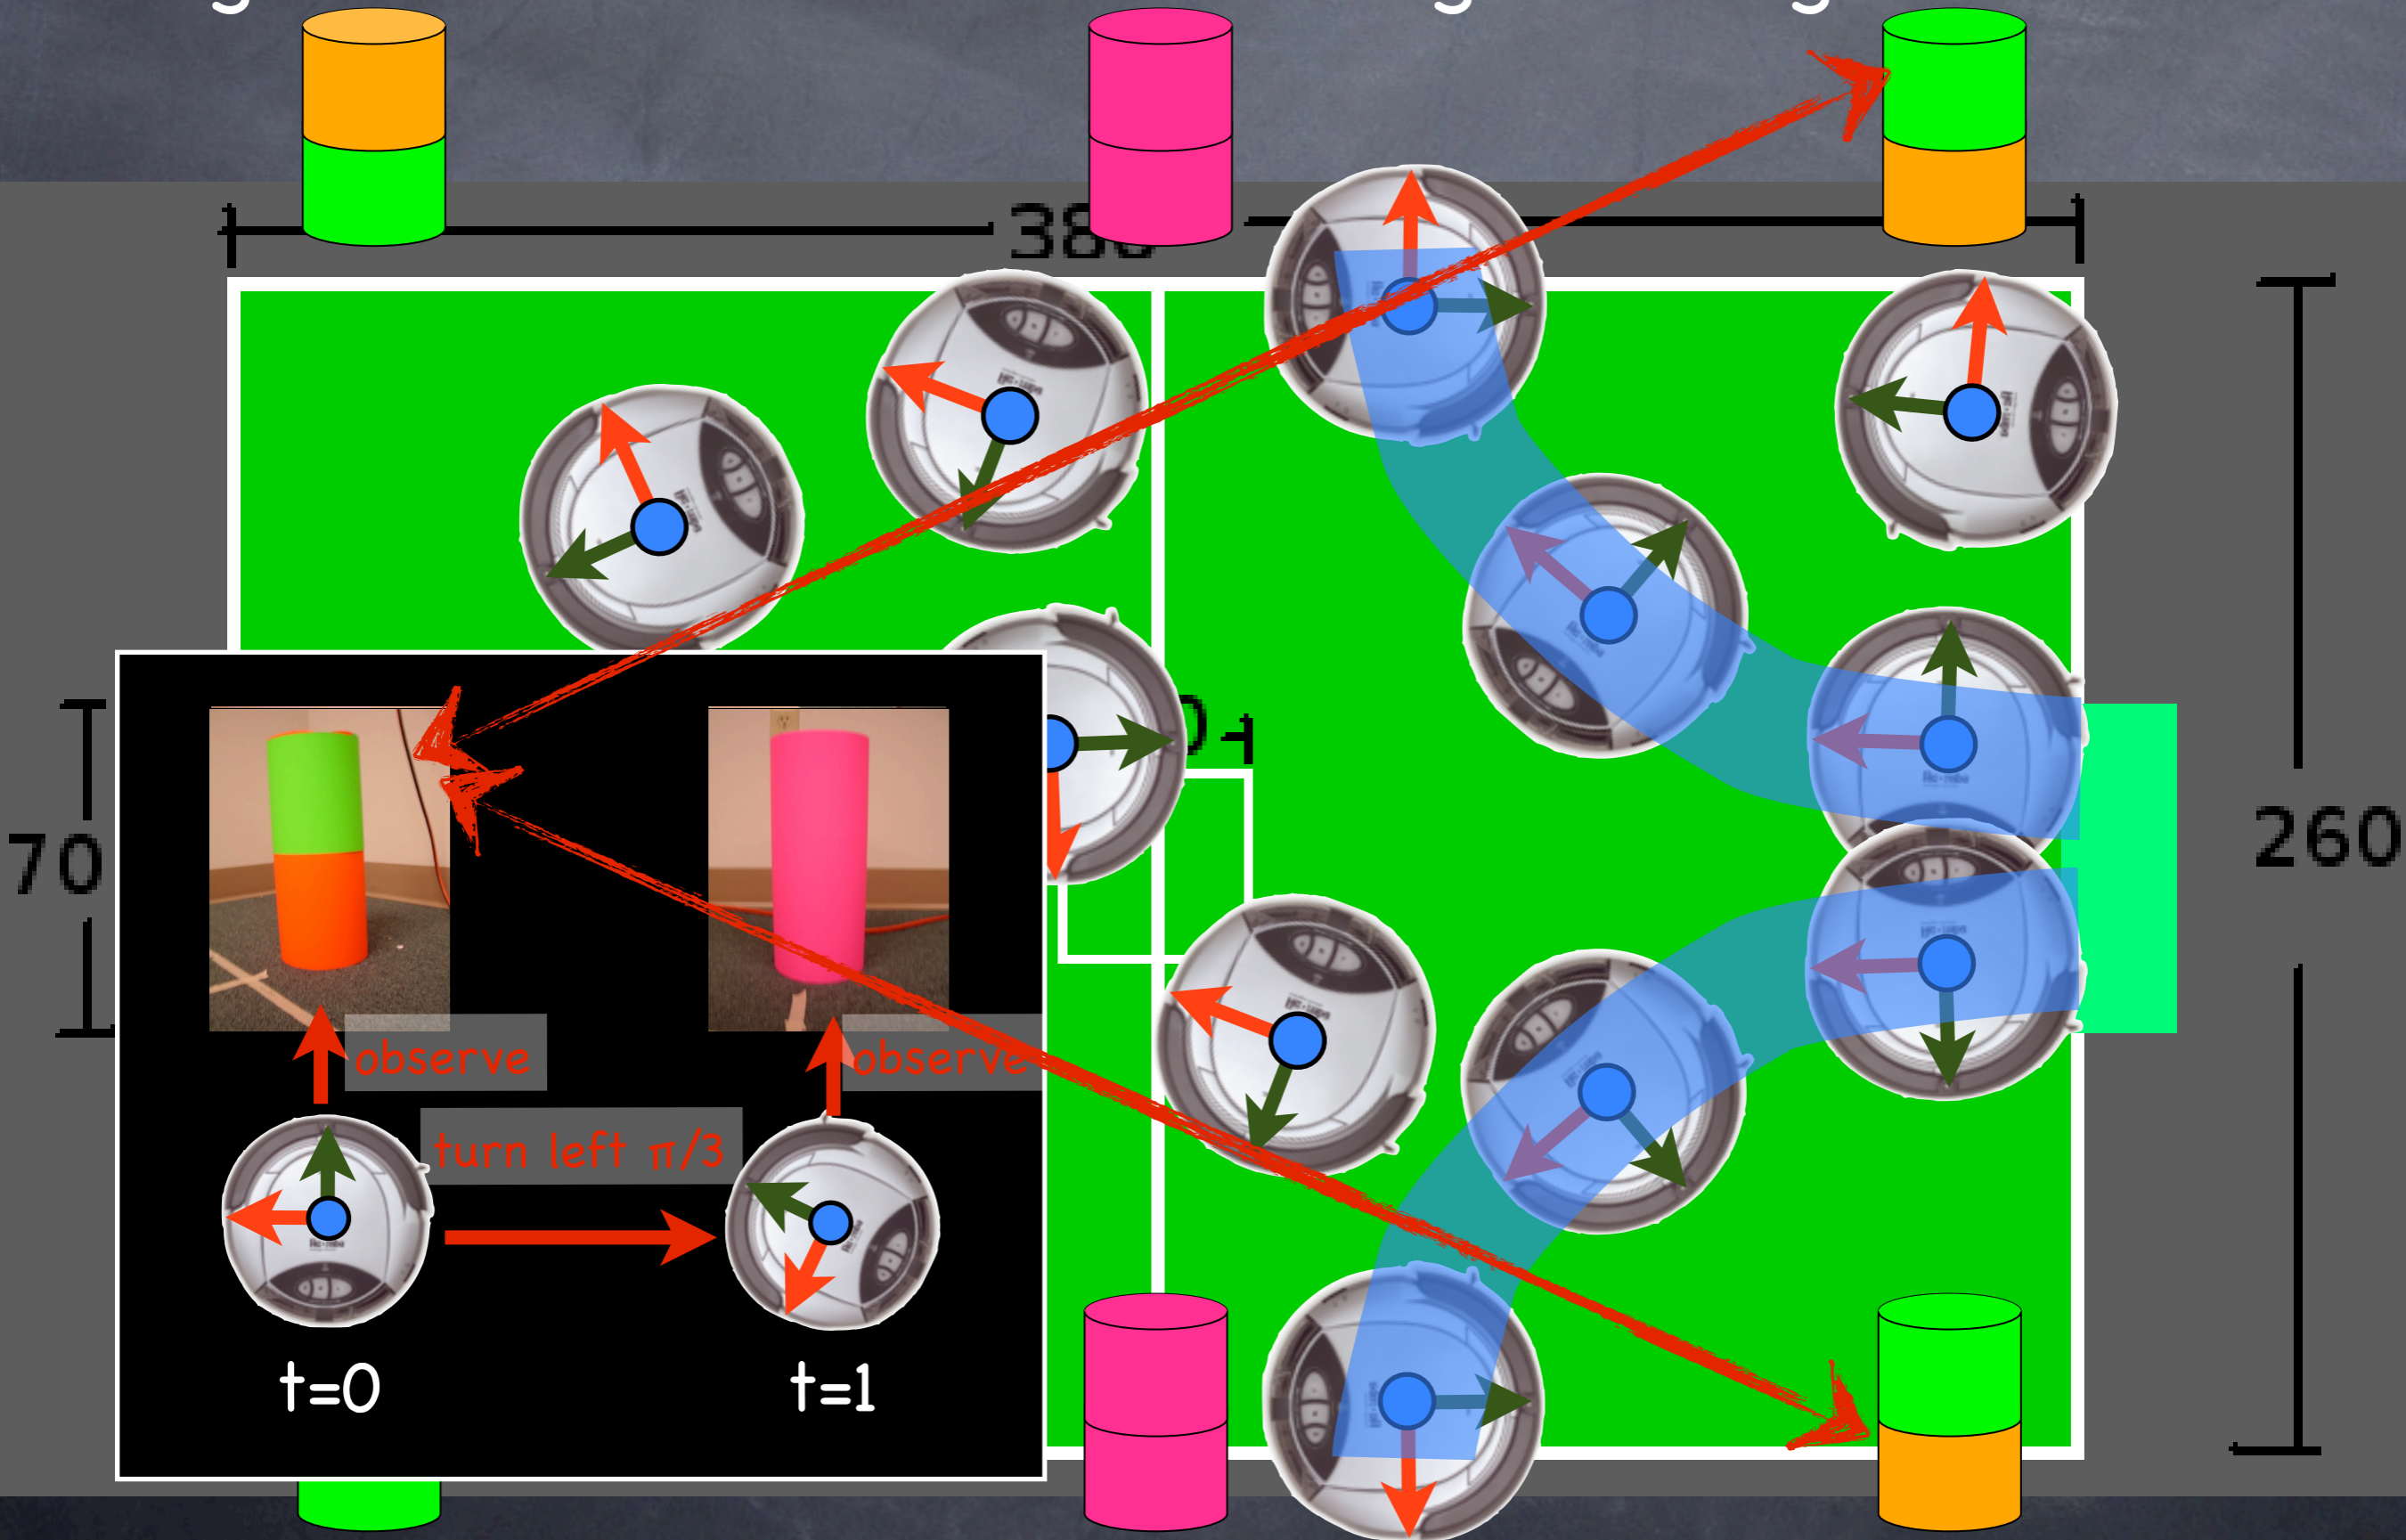 70
260
observe
observe
turn left π/3
t=0
t=1